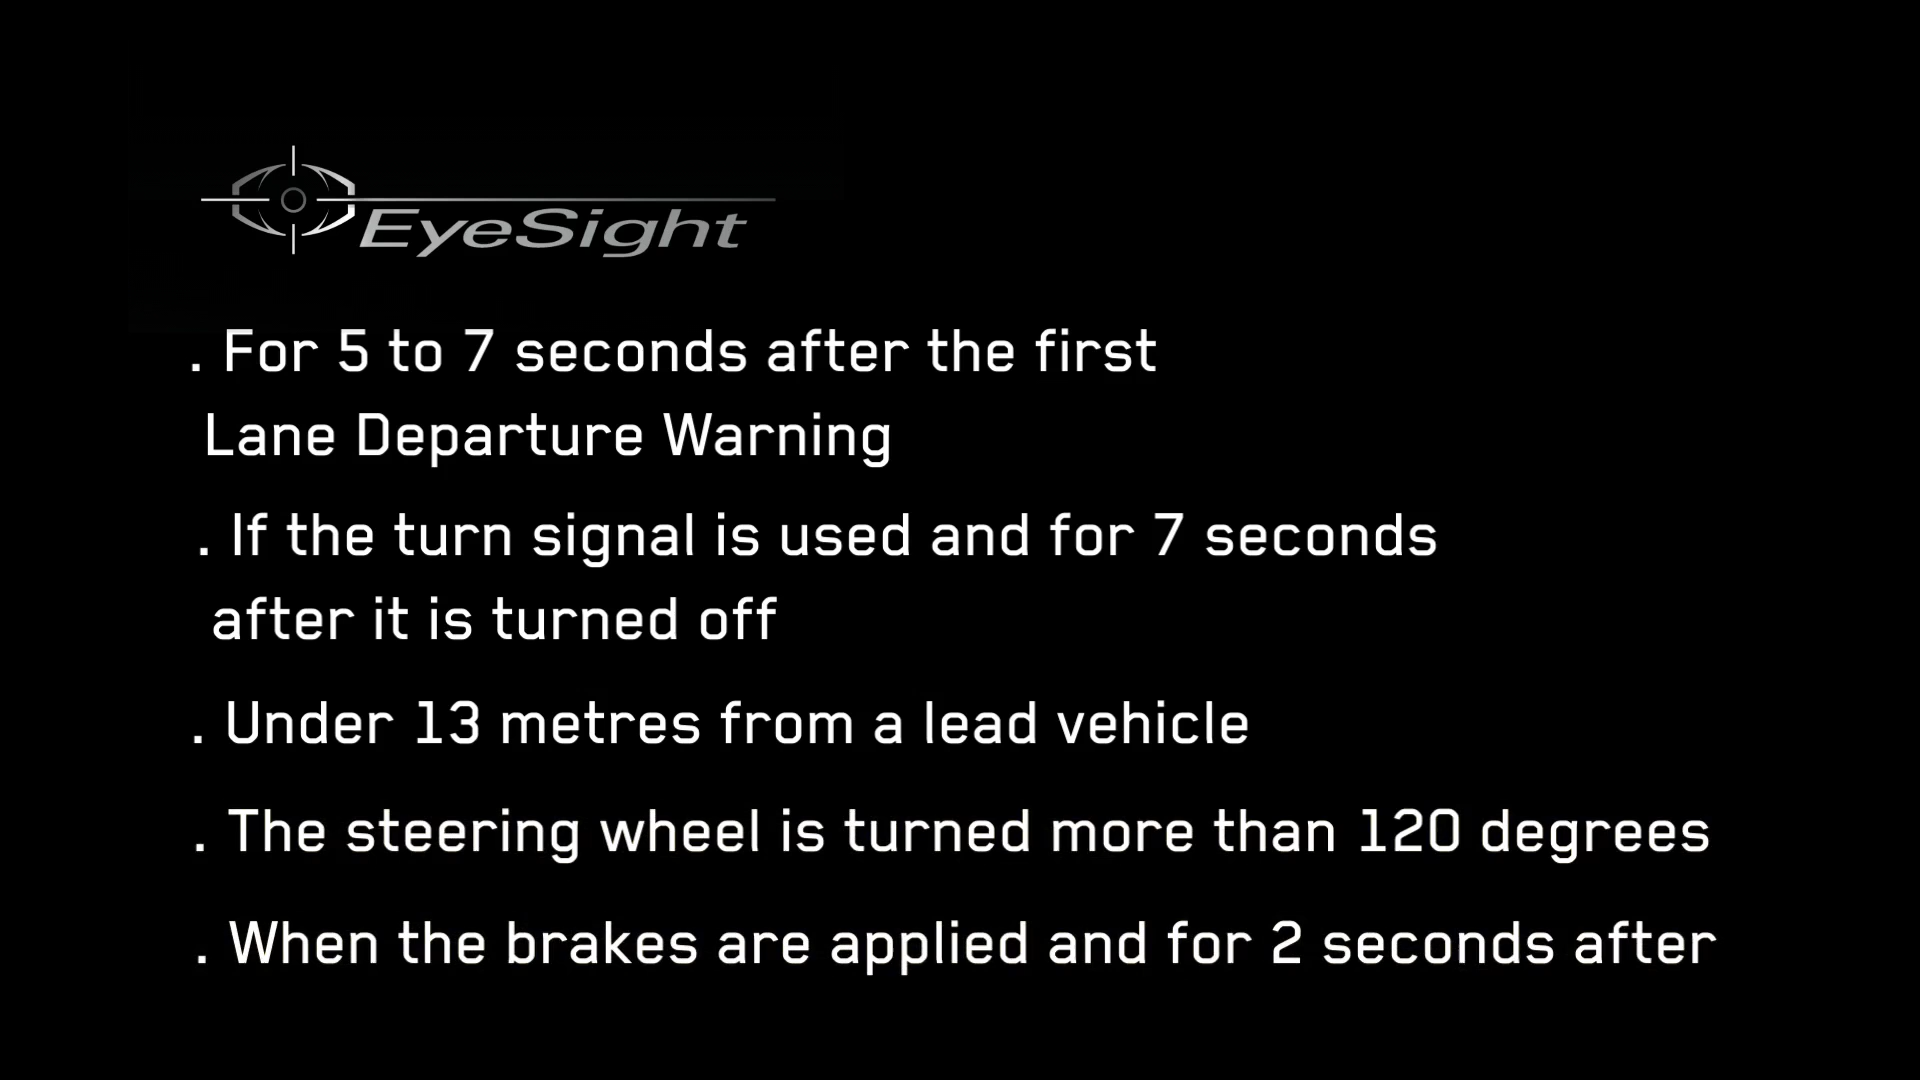 EyeSight
. For 5 to 7 seconds after the first
Lane Departure Warning
. If the turn signal is used and for 7 seconds
after it is turned off
. Under 13 metres from a lead vehicle
. The steering wheel is turned more than 120 degrees
. When the brakes are applied and for 2 seconds after